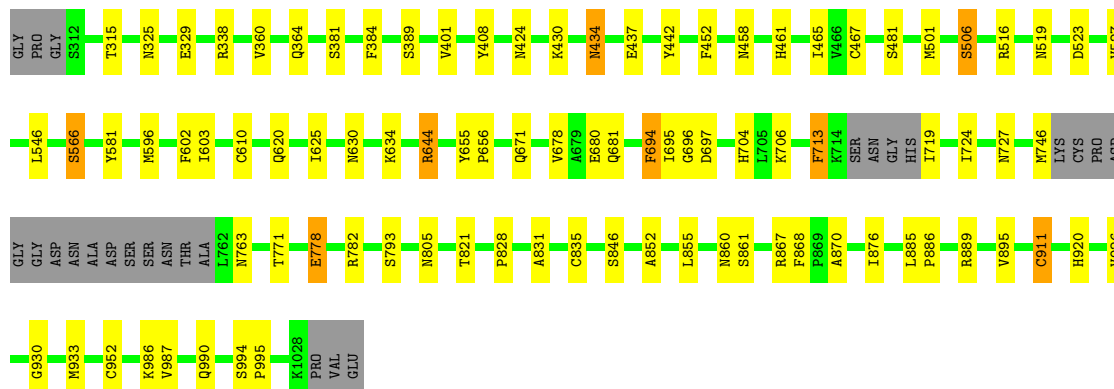 GLY PRO GLY S312 T315 N325 E329 R338 V360 Q364 S381 F384 S389 V401 Y408 N424 K430 N434 E437 Y442 F452 N458 H461 I465 V466 C467 S481 M501 S506 R516 N519 D523
L546 S566 Y581 M596 F602 I603 C610 Q620 I625 N630 K634 R644 Y655 P656 Q671 V678 A679 E680 Q681 F694 I695 G696 D697 H704 L705 K706 F713 K714 SER ASN GLY HIS I719 I724 N727 M746 LYS CYS PRO ASP
GLY GLY ASP ASN ALA ASP SER SER ASN THR ALA L762 N763 T771 E778 R782 S793 N805 T821 P828 A831 C835 S846 A852 L855 N860 S861 R867 F868 P869 A870 I876 L885 P886 R889 V895 C911 H920
G930 M933 C952 K986 V987 Q990 S994 P995 K1028 PRO VAL GLU